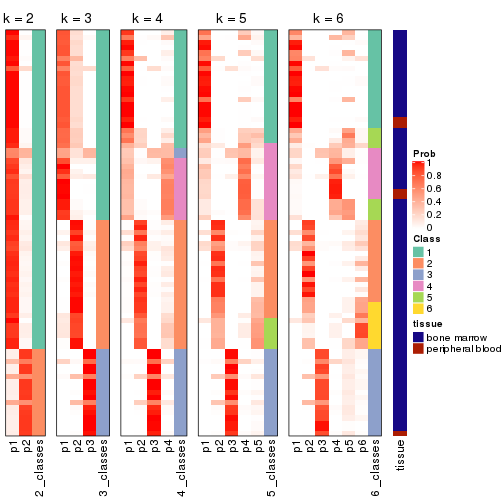 k = 2 k = 3 k = 4 k = 5 k = 6
Prob
1
0.8
0.6
0.4
0.2
0
Class
1
2
3
4
5
6
tissue
bone marrow
peripheral blood
p1 p2 2_classes p1 p2 p3 3_classes p1 p2 p3 p4 4_classes p1 p2 p3 p4 p5 5_classes p1 p2 p3 p4 p5 p6 6_classes tissue